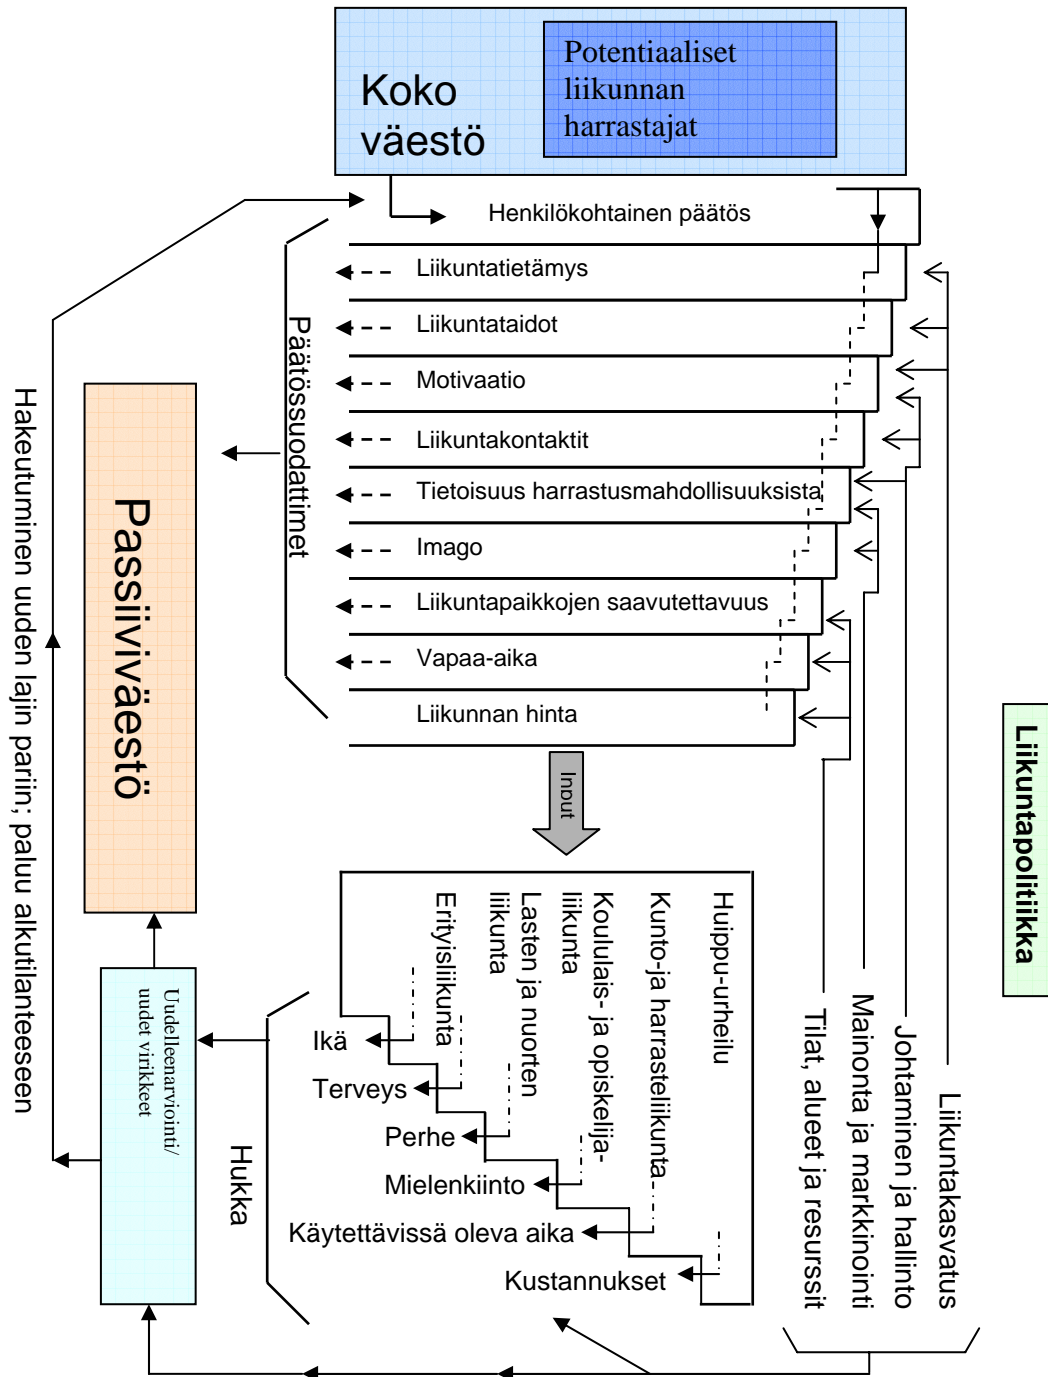 Koko
väestö
Potentiaaliset
liikunnan
harrastajat
Henkilökohtainen päätös
Liikuntatietämys
Liikuntataidot
Motivaatio
Liikuntakontaktit
Tietoisuus harrastusmahdollisuuksista
Imago
Liikuntapaikkojen saavutettavuus
Vapaa-aika
Liikunnan hinta
Päätössuodattimet
Passiiviväestö
Hakeutuminen uuden lajin pariin; paluu alkutilanteeseen
Input
Liikuntapolitiikka
Liikuntakasvatus
Johtaminen ja hallinto
Mainonta ja markkinointi
Tilat, alueet ja resurssit
Huippu-urheilu
Kunto-ja harrasteliikunta
Koululais- ja opiskelija-
liikunta
Lasten ja nuorten
liikunta
Erityisliikunta
Ikä
Terveys
Perhe
Mielenkiinto
Käytettävissä oleva aika
Kustannukset
Hukka
Uudelleenarviointi/
uudet virikkeet